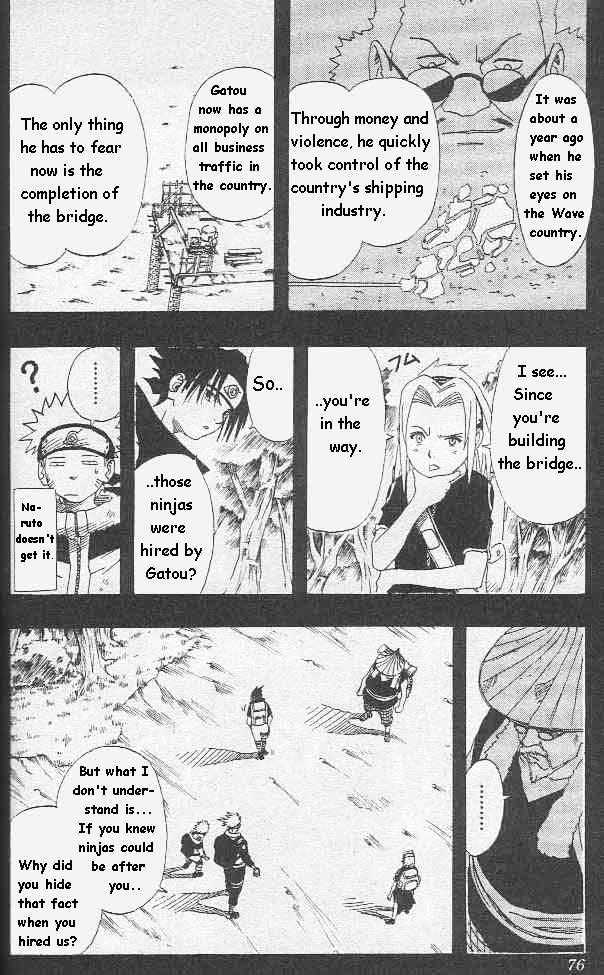 It was
about a
year ago
when he
set his
eyes on
the Wave
country.
Through money and
violence, he quickly
took control of the
country's shipping
industry.
Gatou
now has a
monopoly on
all business
traffic in
the country.
The only thing
he has to fear
now is the
completion of
the bridge.
I see...
Since
you're
building
the bridge..
フム
..you're
in the
way.
So..
..those
ninjas
were
hired by
Gatou?
.........
?
Na-
ruto
doesn't
get it.
.........
But what I
don't under-
stand is...
If you knew
ninjas could
be after
you..
Why did
you hide
that fact
when you
hired us?
76